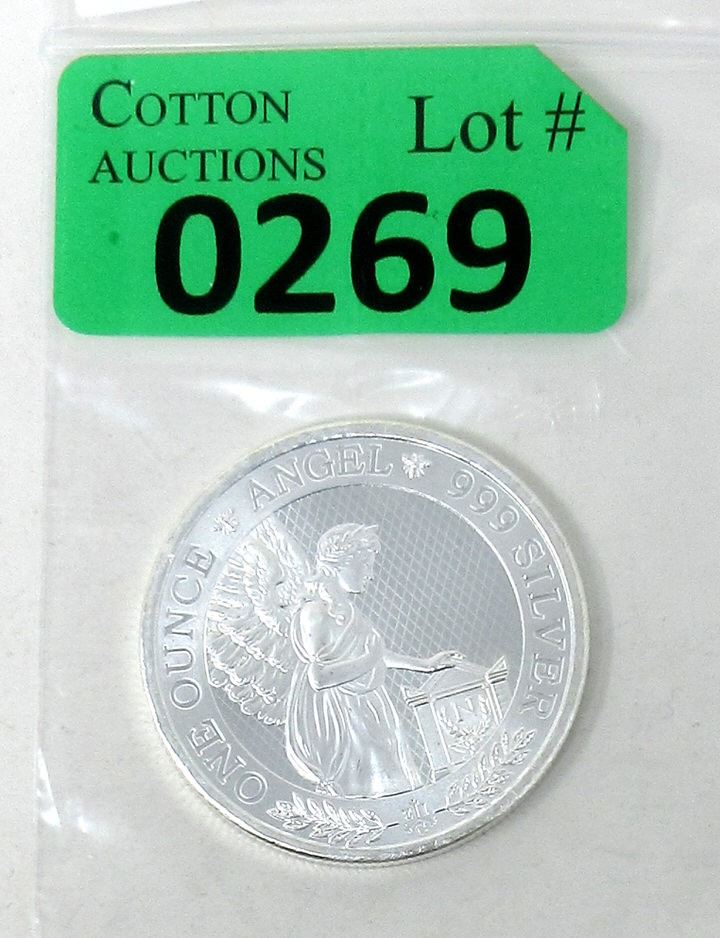 COTTON
AUCTIONS
Lot #
0269
ONE OUNCE
ANGEL
999 SILVER
N